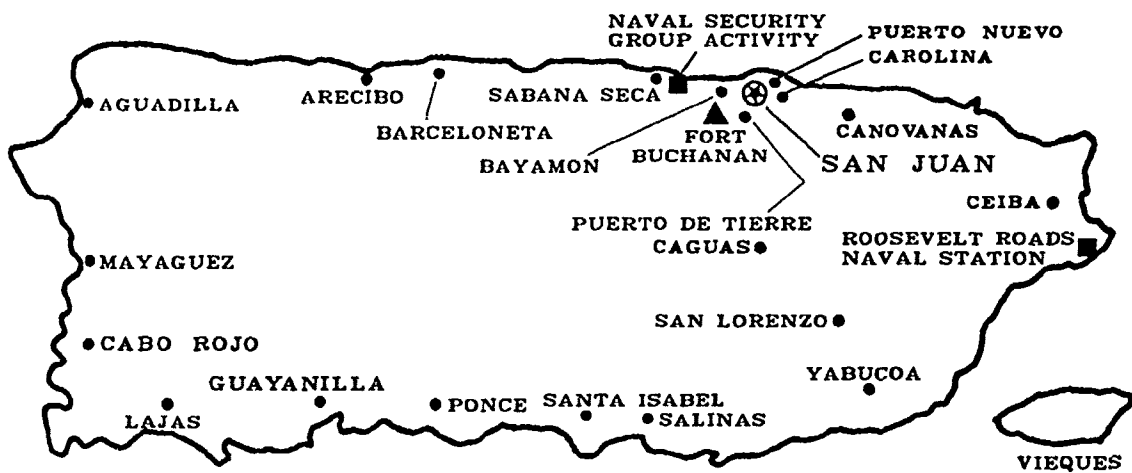 NAVAL SECURITY
GROUP ACTIVITY
PUERTO NUEVO
CAROLINA
AGUADILLA
ARECIBO
SABANA SECA
BARCELONETA
BAYAMON
FORT
BUCHANAN
CANOVANAS
SAN JUAN
CEIBA
PUERTO DE TIERRE
CAGUAS
ROOSEVELT ROADS
NAVAL STATION
MAYAGUEZ
SAN LORENZO
CABO ROJO
GUAYANILLA
YABUCOA
LAJAS
PONCE
SANTA ISABEL
SALINAS
VIEQUES